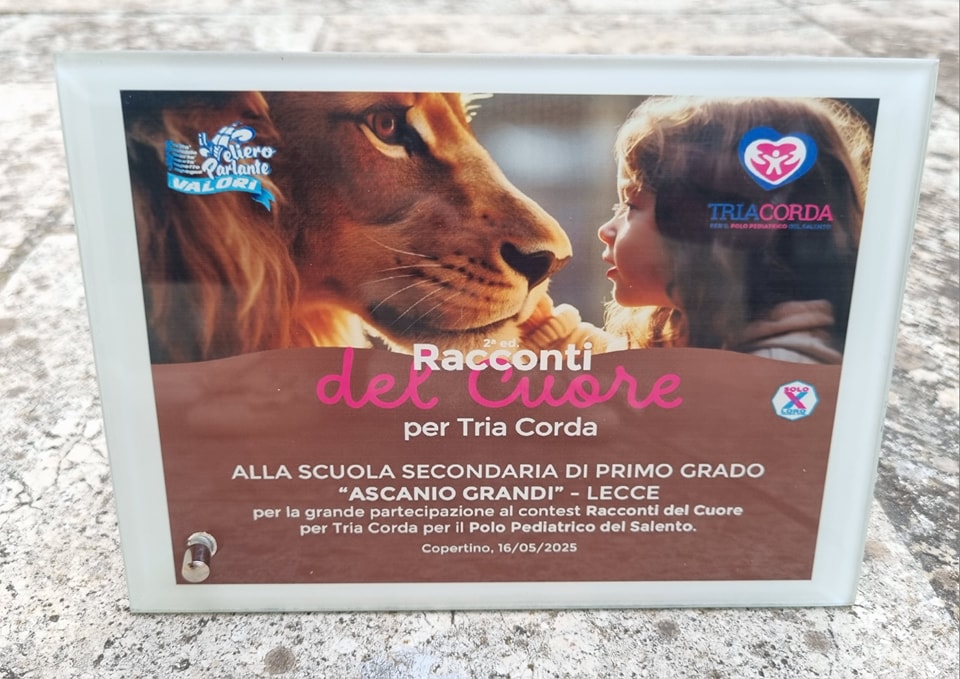 il
Veliero
Parlante
VALORI
TRIACORDA
PER IL POLO PEDIATRICO DEL SALENTO
2ª ed.
Racconti
del Cuore
per Tria Corda
SOLO
X
LORO
ALLA SCUOLA SECONDARIA DI PRIMO GRADO
“ASCANIO GRANDI” - LECCE
per la grande partecipazione al contest Racconti del Cuore
per Tria Corda per il Polo Pediatrico del Salento.
Copertino, 16/05/2025